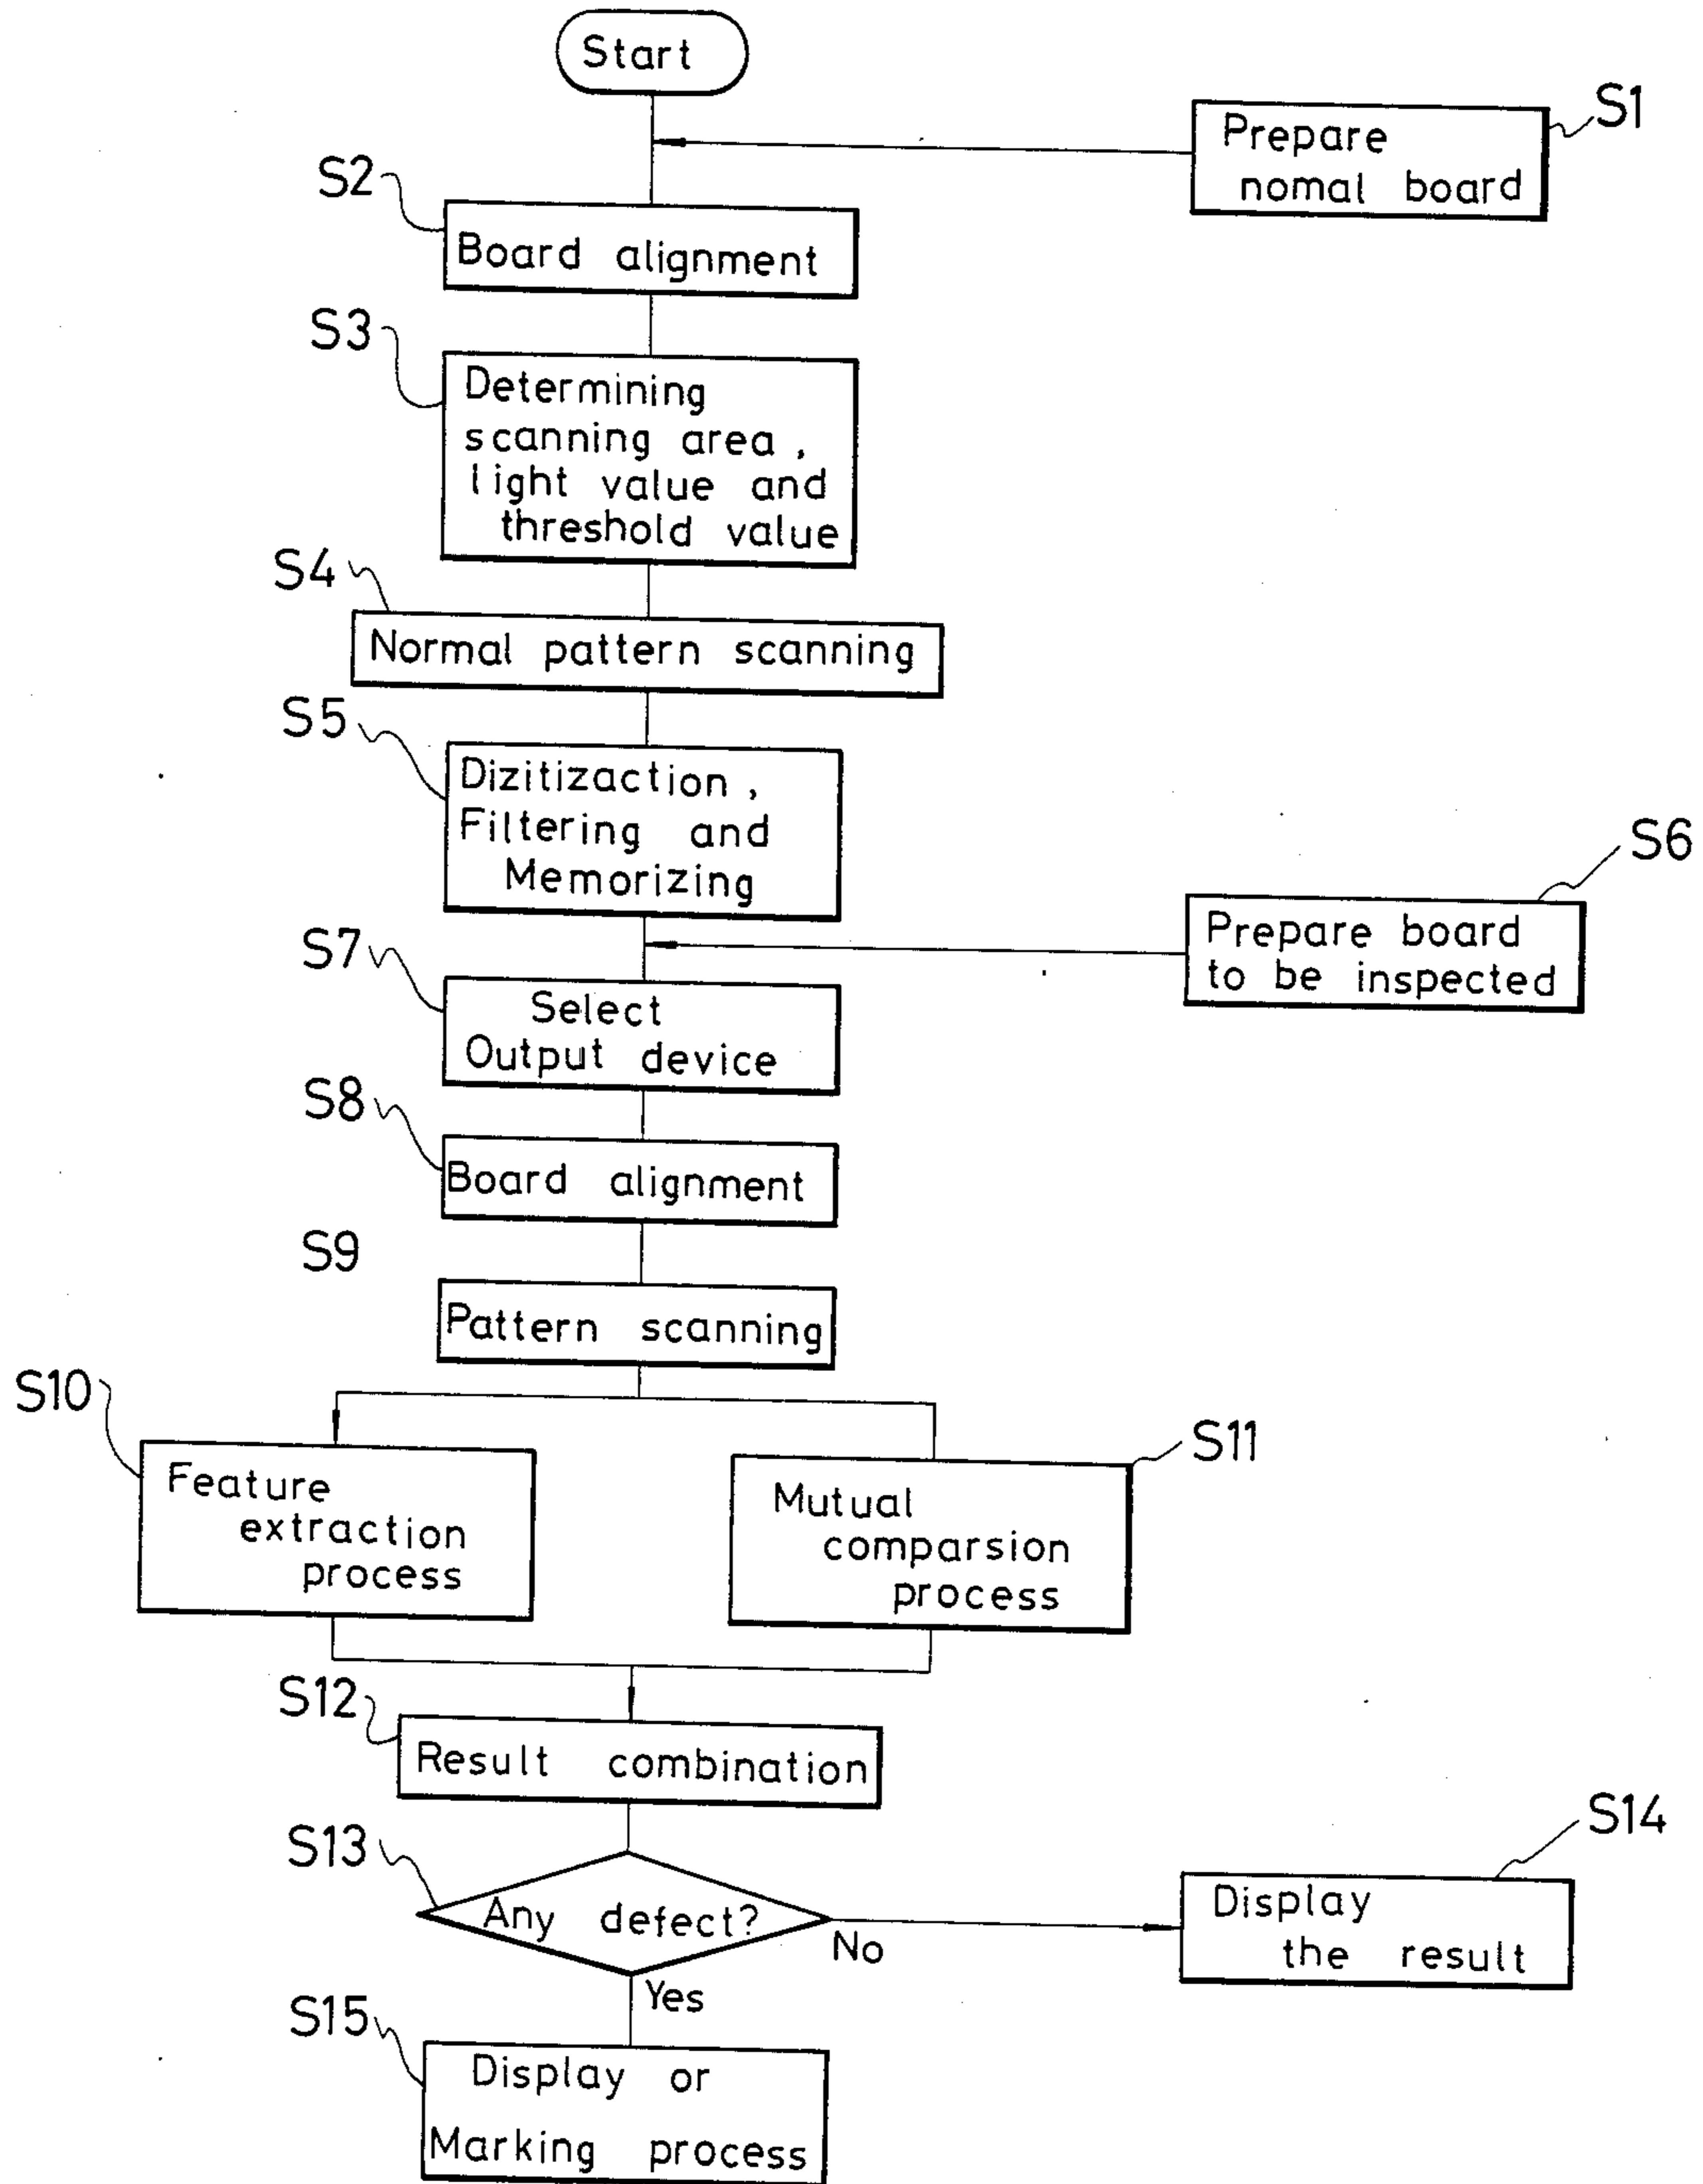 Start
S1
Prepare
nomal board
S2
Board alignment
S3
Determining
scanning area,
light value and
threshold value
S4
Normal pattern scanning
S5
Dizitizaction,
Filtering and
Memorizing
S6
Prepare board
to be inspected
S7
Select
Output device
S8
Board alignment
S9
Pattern scanning
S10
Feature
extraction
process
S11
Mutual
comparsion
process
S12
Result combination
S13
Any defect?
No
Yes
S14
Display
the result
S15
Display or
Marking process